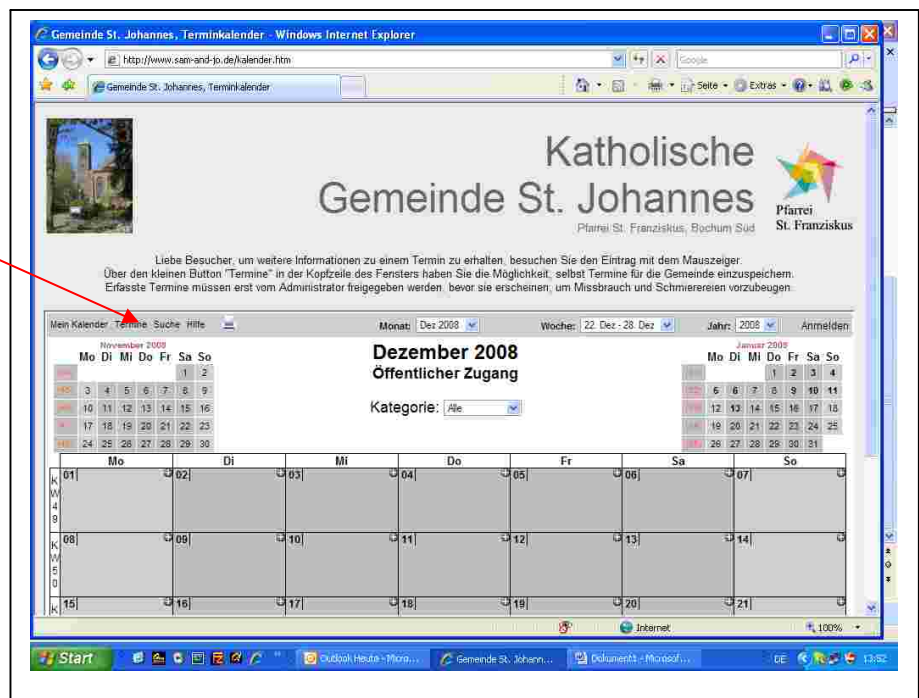 Gemeinde St. Johannes, Terminkalender - Windows Internet Explorer
http://www.sam-and-jo.de/kalender.htm
Google
Gemeinde St. Johannes, Terminkalender
Seite
Extras
Katholische
Gemeinde St. Johannes
Pfarrei St. Franziskus, Bochum Süd
Pfarrei
St. Franziskus
Liebe Besucher, um weitere Informationen zu einem Termin zu erhalten, besuchen Sie den Eintrag mit dem Mauszeiger.
Über den kleinen Button "Termine" in der Kopfzeile des Fensters haben Sie die Möglichkeit, selbst Termine für die Gemeinde einzuspeichern.
Erfasste Termine müssen erst vom Administrator freigegeben werden, bevor sie erscheinen, um Missbrauch und Schmierereien vorzubeugen.
Mein Kalender Termine Suche Hilfe Monat: Dez 2008 Woche: 22. Dez - 28. Dez Jahr: 2008 Anmelden
November 2008
Mo Di Mi Do Fr Sa So
1 2
3 4 5 6 7 8 9
10 11 12 13 14 15 16
17 18 19 20 21 22 23
24 25 26 27 28 29 30
Dezember 2008
Öffentlicher Zugang
Kategorie: Alle
Januar 2009
Mo Di Mi Do Fr Sa So
1 2 3 4
5 6 7 8 9 10 11
12 13 14 15 16 17 18
19 20 21 22 23 24 25
26 27 28 29 30 31
Mo Di Mi Do Fr Sa So
KW49 01 02 03 04 05 06 07
KW50 08 09 10 11 12 13 14
K 15 16 17 18 19 20 21
Internet 100%
Start
Outlook Heute - Micro...
Gemeinde St. Johann...
Dokument1 - Microsof...
DE
13:52